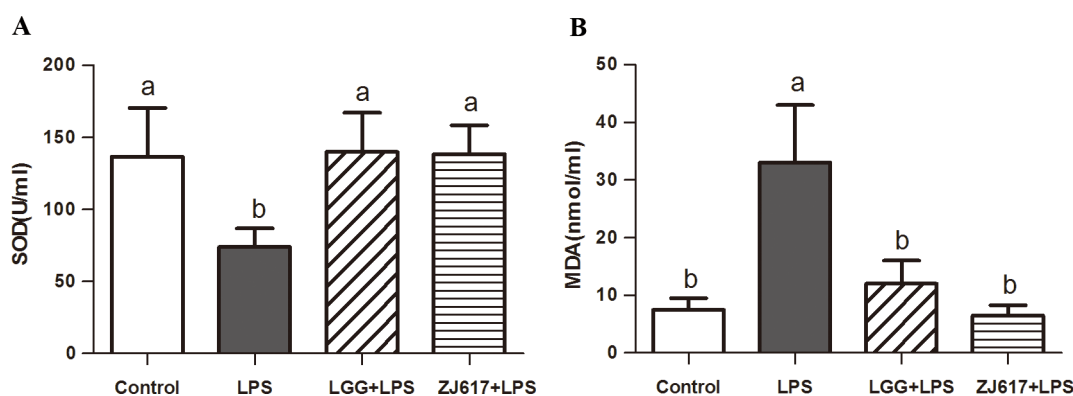 A
SOD(U/ml)
200
150
100
50
0
a
b
a
a
Control
LPS
LGG+LPS
ZJ617+LPS
B
MDA(nmol/ml)
50
40
30
20
10
0
b
a
b
b
Control
LPS
LGG+LPS
ZJ617+LPS